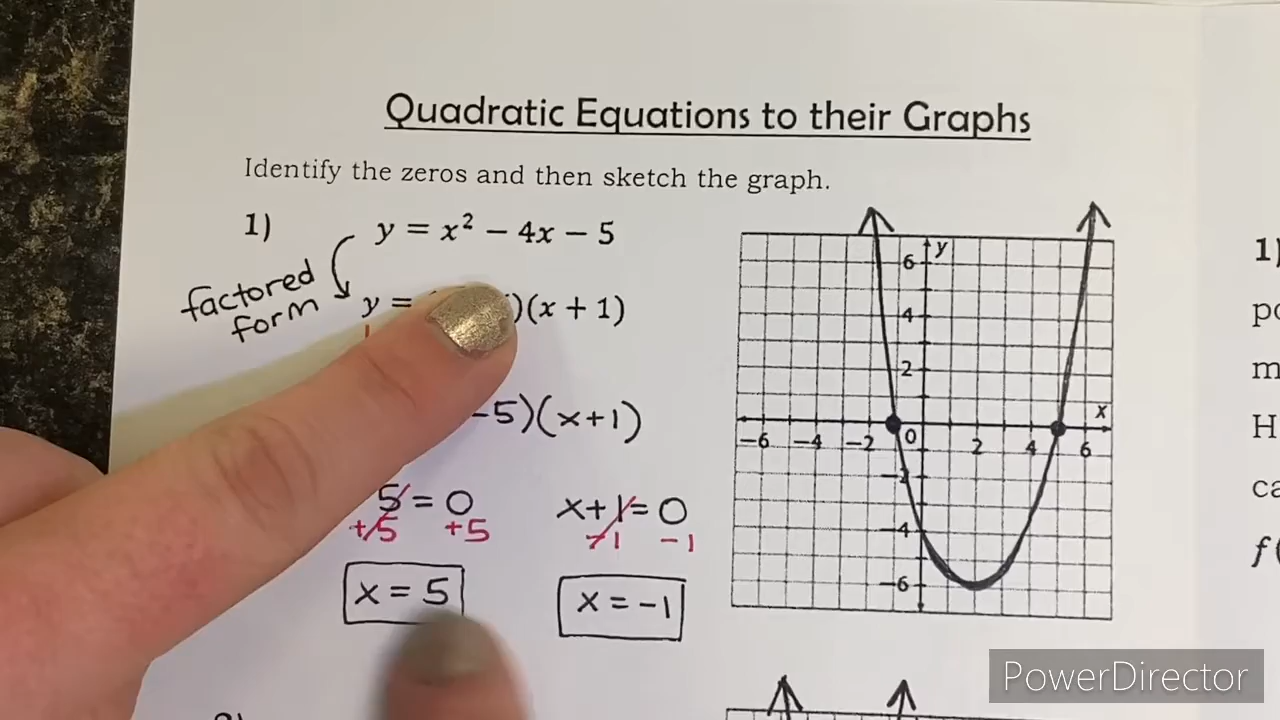 Quadratic Equations to their Graphs
Identify the zeros and then sketch the graph.
1) y = x² − 4x − 5
factored form
y = )(x + 1)
-5)(x+1)
5 = 0 x+1=0
+5 +5 -1 -1
x = 5 x = -1
y
6
4
2
x
-6 -4 -2 0 2 4 6
-4
-6
1)
H
f(
PowerDirector